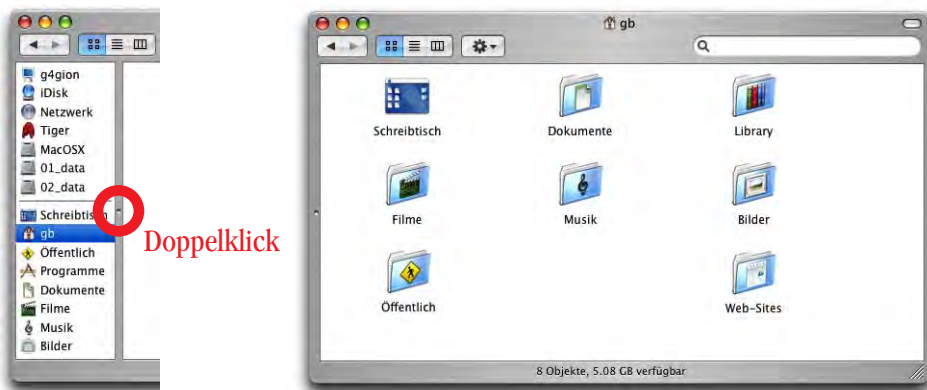 g4gion
iDisk
Netzwerk
Tiger
MacOSX
01_data
02_data
Schreibtisch
gb
Öffentlich
Programme
Dokumente
Filme
Musik
Bilder
Doppelklick
gb
Schreibtisch
Dokumente
Library
Filme
Musik
Bilder
Öffentlich
Web-Sites
8 Objekte, 5.08 GB verfügbar